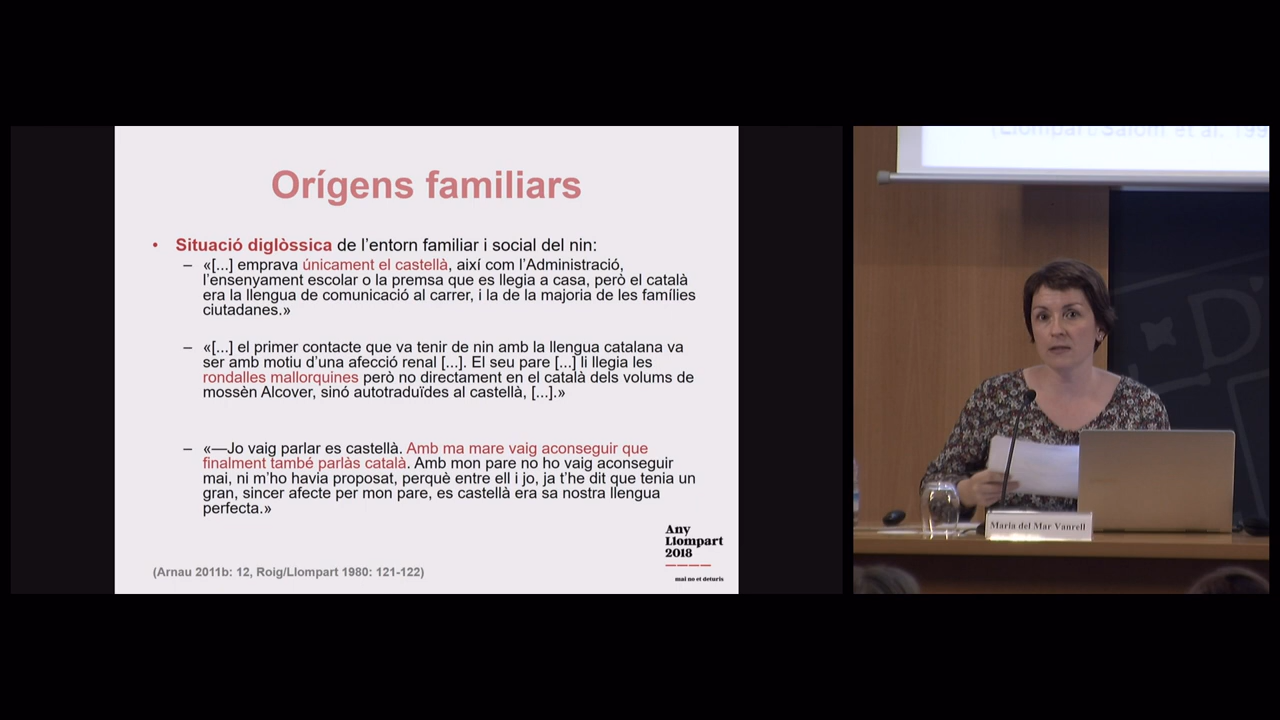 Orígens familiars
• Situació diglòssica de l’entorn familiar i social del nin:
– «[...] emprava únicament el castellà, així com l’Administració,
l’ensenyament escolar o la premsa que es llegia a casa, però el català
era la llengua de comunicació al carrer, i la de la majoria de les famílies
ciutadanes.»
– «[...] el primer contacte que va tenir de nin amb la llengua catalana va
ser amb motiu d’una afecció renal [...]. El seu pare [...] li llegia les
rondalles mallorquines però no directament en el català dels volums de
mossèn Alcover, sinó autotraduïdes al castellà, [...].»
– «—Jo vaig parlar es castellà. Amb ma mare vaig aconseguir que
finalment també parlàs català. Amb mon pare no ho vaig aconseguir
mai, ni m’ho havia proposat, perquè entre ell i jo, ja t’he dit que tenia un
gran, sincer afecte per mon pare, es castellà era sa nostra llengua
perfecta.»
(Arnau 2011b: 12, Roig/Llompart 1980: 121-122)
Any
Llompart
2018
mai no et deturis
(Llompart/Salom et al. 199
D'
Maria del Mar Vanrell